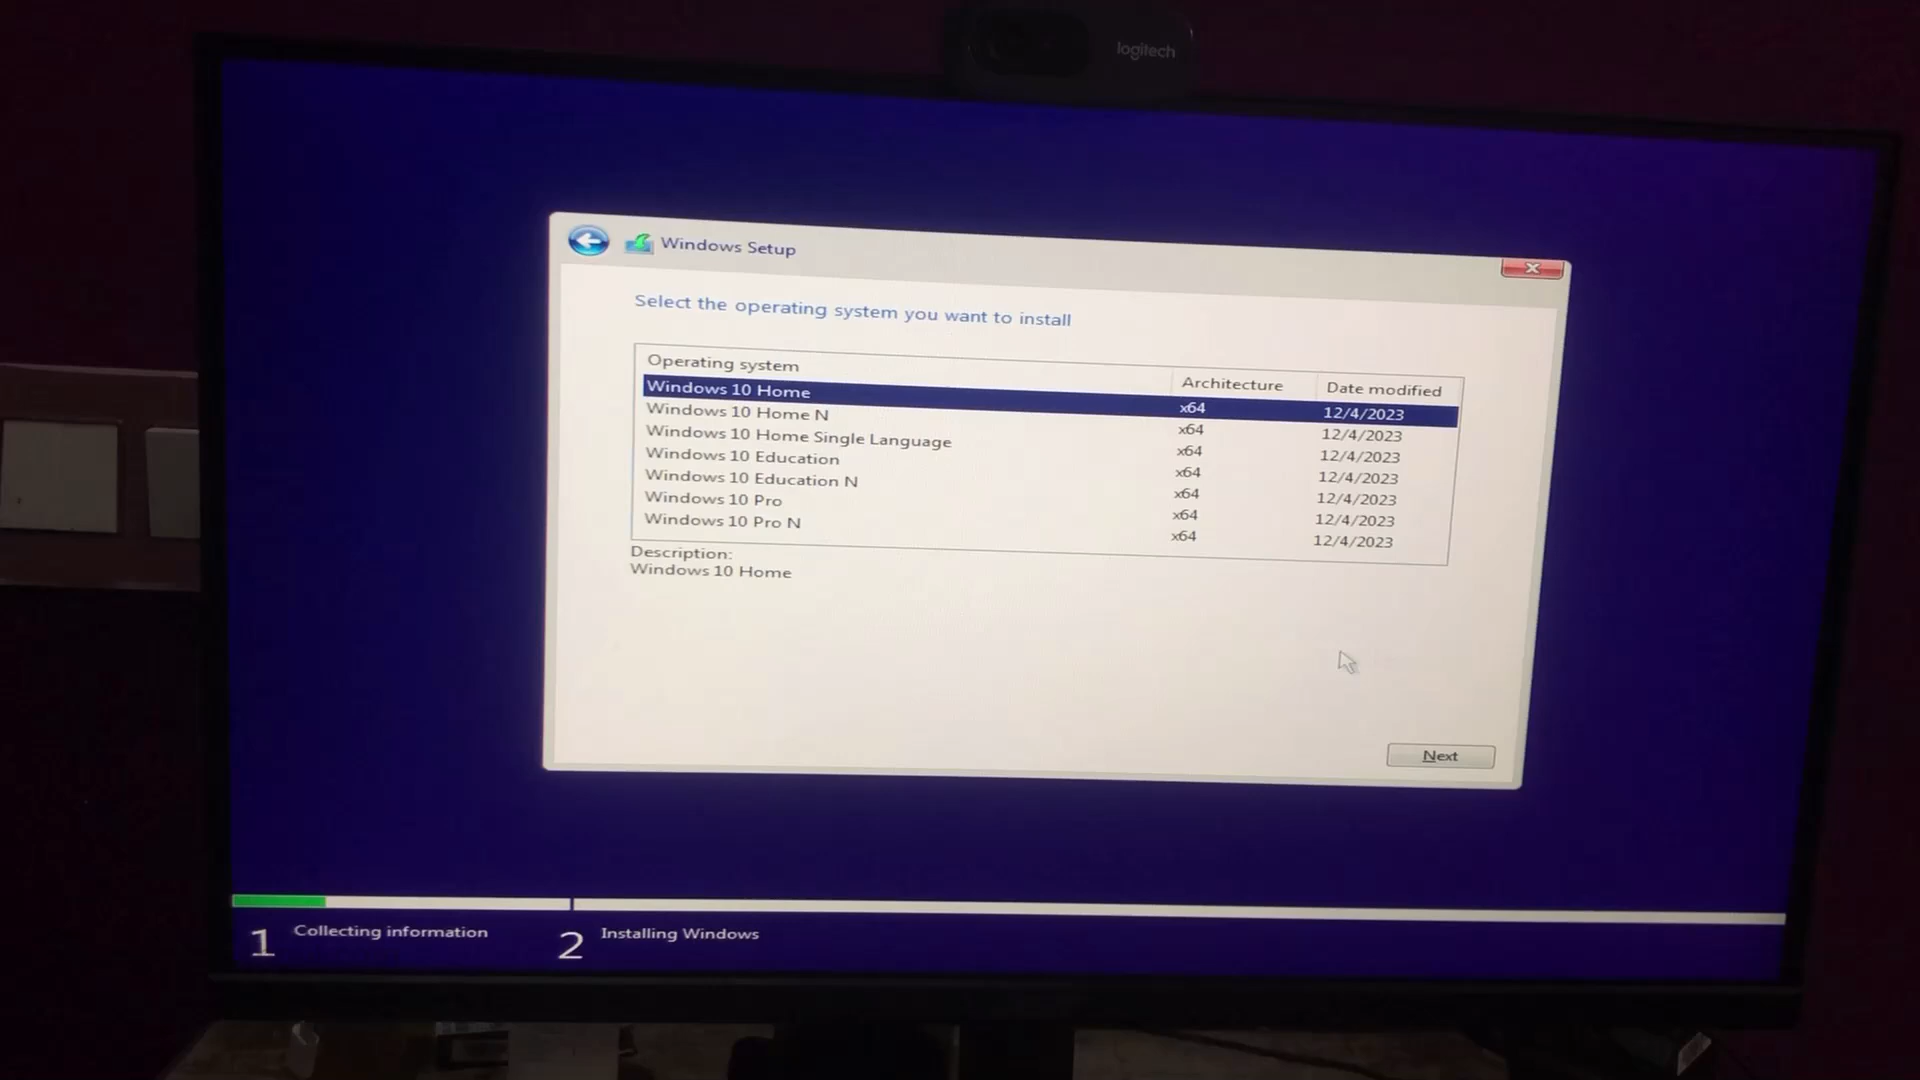 logitech
Windows Setup
Select the operating system you want to install
Operating system Architecture Date modified
Windows 10 Home x64 12/4/2023
Windows 10 Home N x64 12/4/2023
Windows 10 Home Single Language x64 12/4/2023
Windows 10 Education x64 12/4/2023
Windows 10 Education N x64 12/4/2023
Windows 10 Pro x64 12/4/2023
Windows 10 Pro N x64 12/4/2023
Description:
Windows 10 Home
Next
1 Collecting information 2 Installing Windows